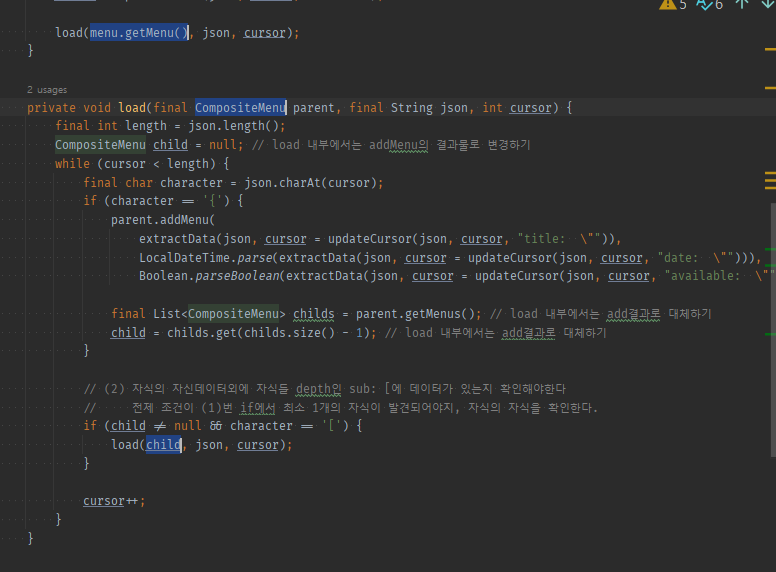 5 6
load(menu.getMenu(), json, cursor);
}
2 usages
private void load(final CompositeMenu parent, final String json, int cursor) {
final int length = json.length();
CompositeMenu child = null; // load 내부에서는 addMenu의 결과물로 변경하기
while (cursor < length) {
final char character = json.charAt(cursor);
if (character == '{') {
parent.addMenu(
extractData(json, cursor = updateCursor(json, cursor, "title: \"")),
LocalDateTime.parse(extractData(json, cursor = updateCursor(json, cursor, "date: \""))),
Boolean.parseBoolean(extractData(json, cursor = updateCursor(json, cursor, "available: \""
final List<CompositeMenu> childs = parent.getMenus(); // load 내부에서는 add결과로 대체하기
child = childs.get(childs.size() - 1); // load 내부에서는 add결과로 대체하기
}
// (2) 자식의 자신데이터외에 자식들 depth인 sub: [에 데이터가 있는지 확인해야한다
// 전제 조건이 (1)번 if에서 최소 1개의 자식이 발견되어야지, 자식의 자식을 확인한다.
if (child != null && character == '[') {
load(child, json, cursor);
}
cursor++;
}
}